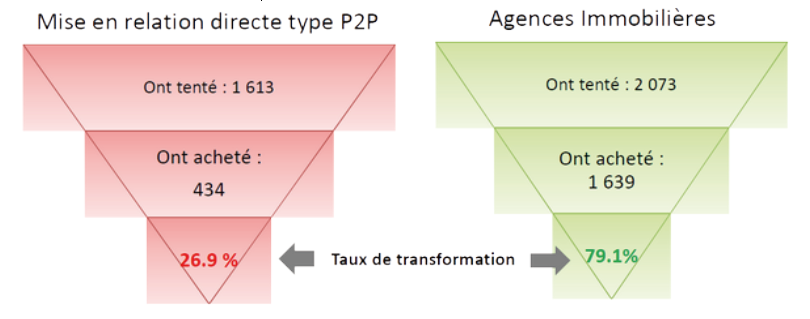 Mise en relation directe type P2P
Ont tenté : 1 613
Ont acheté :
434
26.9 %
Agences Immobilières
Ont tenté : 2 073
Ont acheté :
1 639
79.1%
Taux de transformation